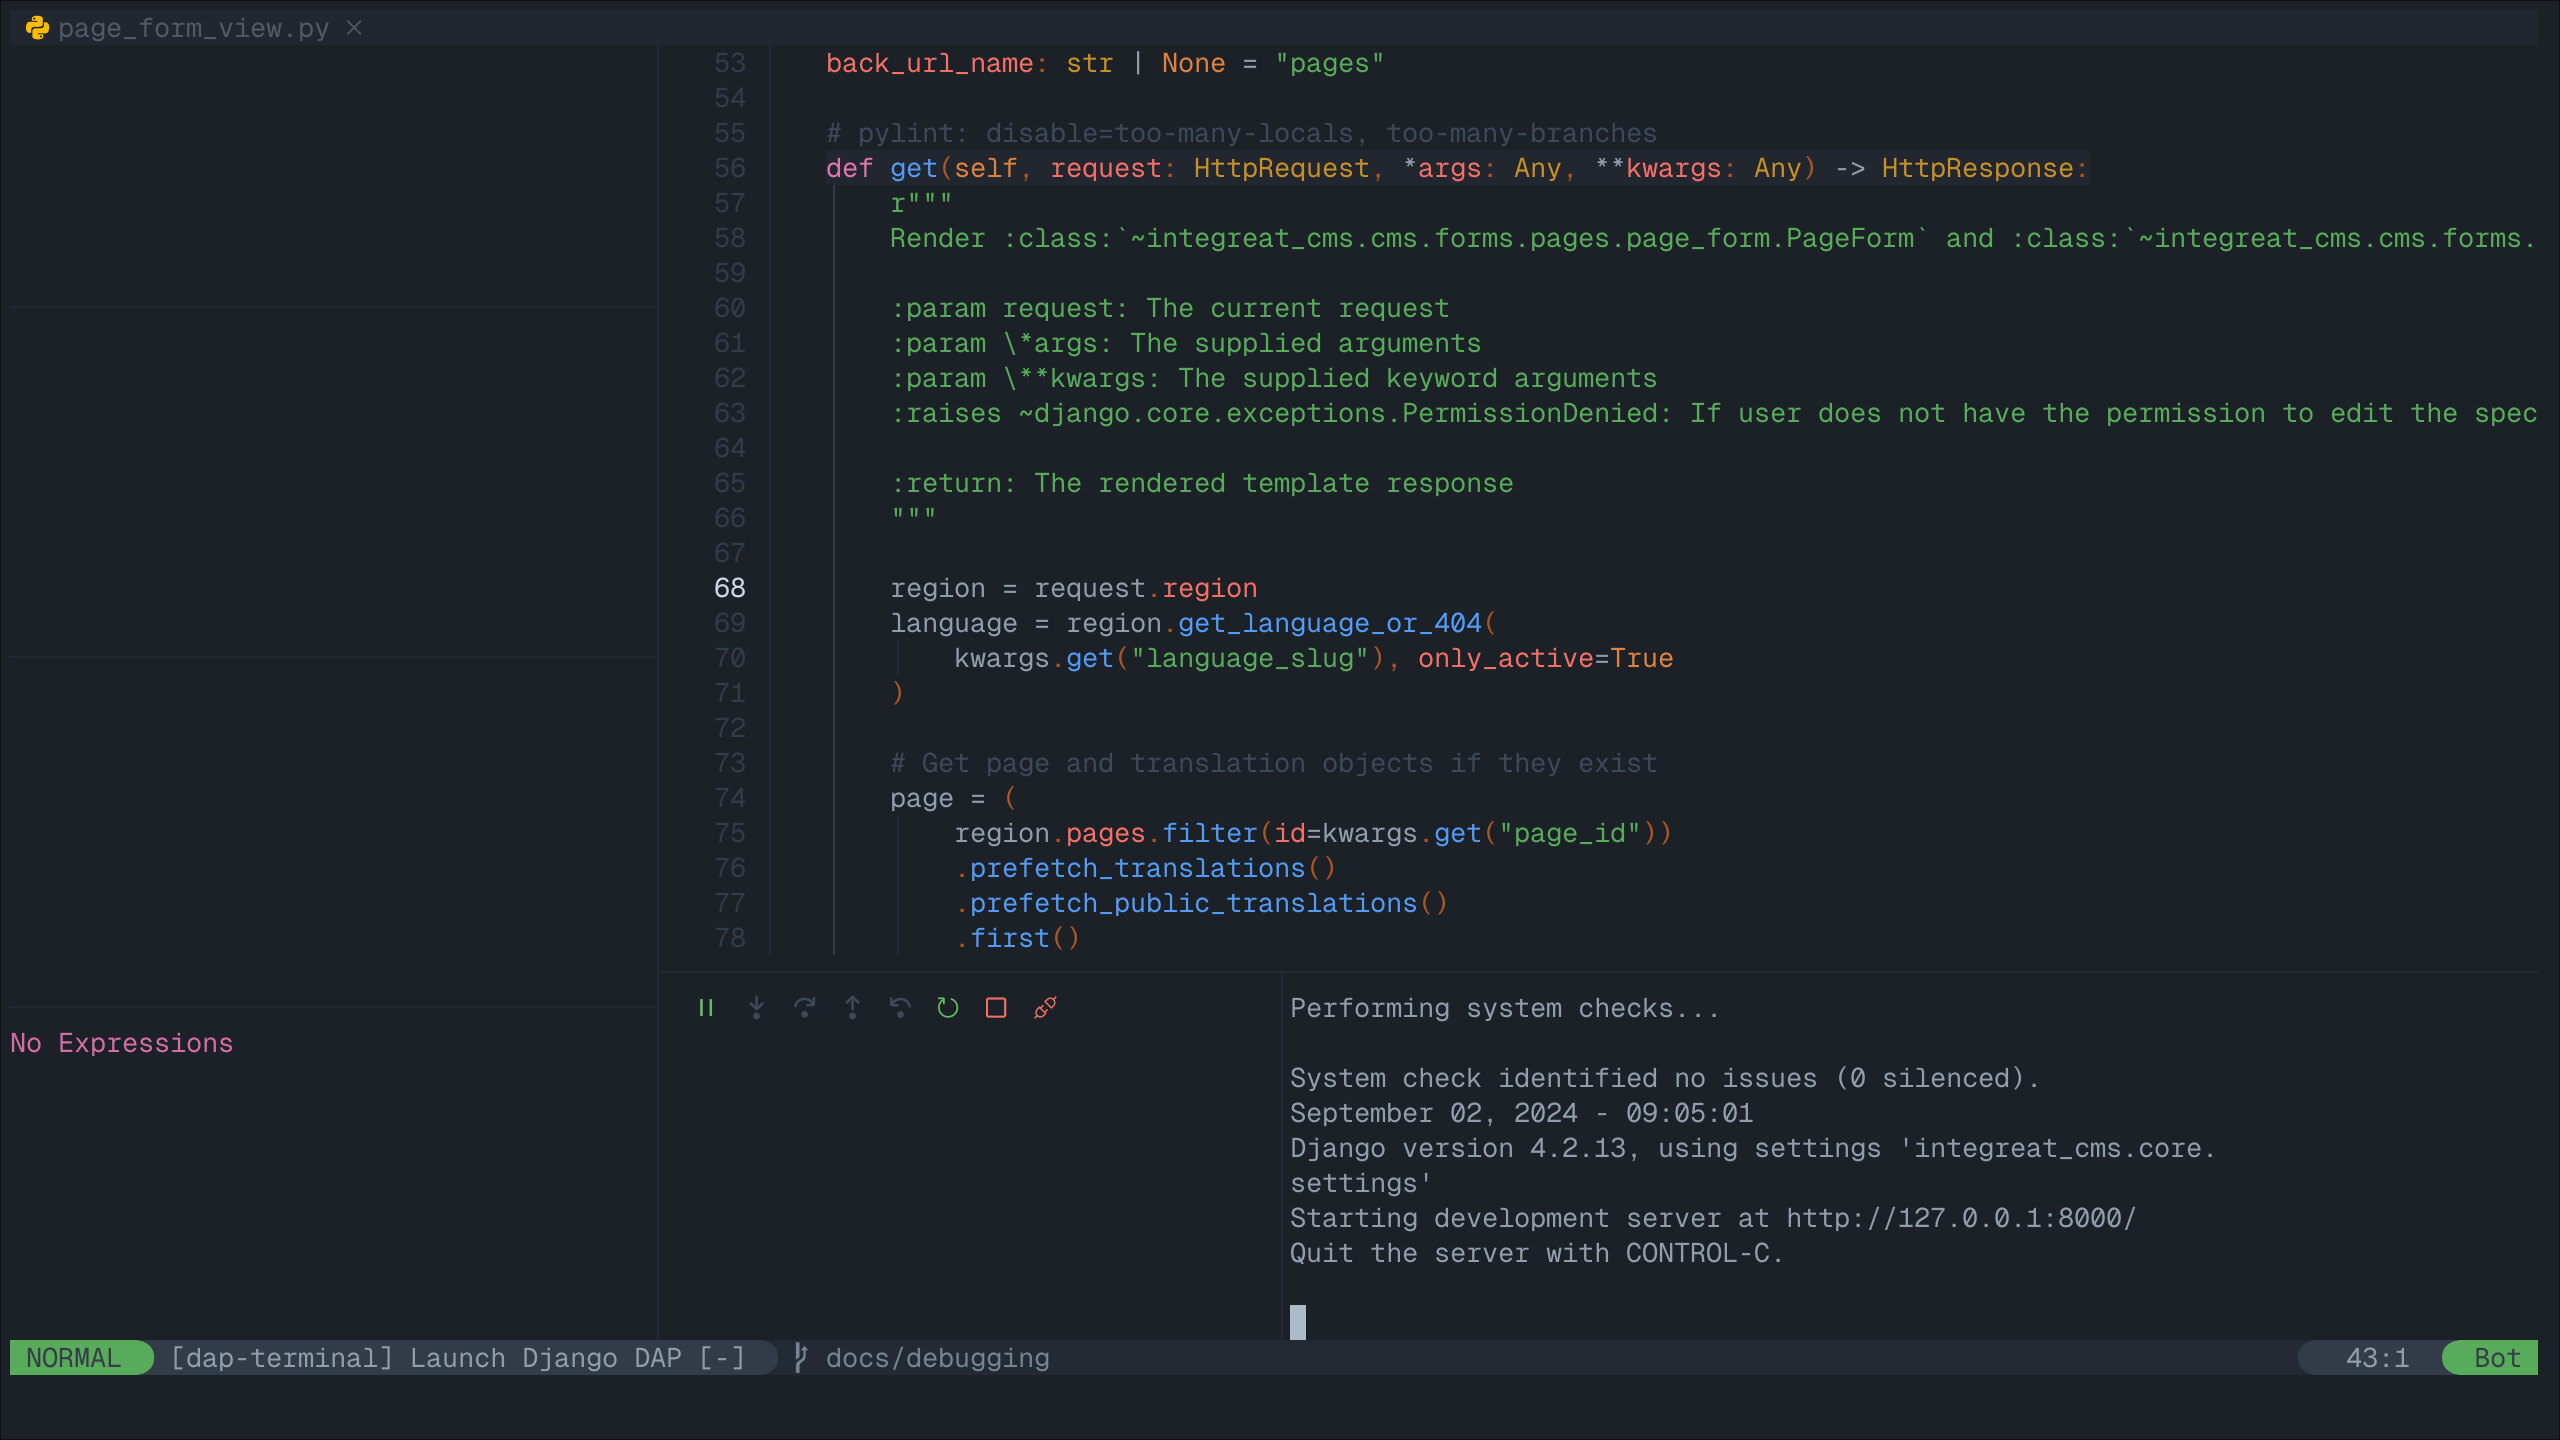 page_form_view.py ×
53 back_url_name: str | None = "pages"
54
55 # pylint: disable=too-many-locals, too-many-branches
56 def get(self, request: HttpRequest, *args: Any, **kwargs: Any) -> HttpResponse:
57 r"""
58 Render :class:`~integreat_cms.cms.forms.pages.page_form.PageForm` and :class:`~integreat_cms.cms.forms.
59
60 :param request: The current request
61 :param \*args: The supplied arguments
62 :param \**kwargs: The supplied keyword arguments
63 :raises ~django.core.exceptions.PermissionDenied: If user does not have the permission to edit the spec
64
65 :return: The rendered template response
66 """
67
68 region = request.region
69 language = region.get_language_or_404(
70 kwargs.get("language_slug"), only_active=True
71 )
72
73 # Get page and translation objects if they exist
74 page = (
75 region.pages.filter(id=kwargs.get("page_id"))
76 .prefetch_translations()
77 .prefetch_public_translations()
78 .first()
No Expressions
Performing system checks...
System check identified no issues (0 silenced).
September 02, 2024 - 09:05:01
Django version 4.2.13, using settings 'integreat_cms.core.
settings'
Starting development server at http://127.0.0.1:8000/
Quit the server with CONTROL-C.
NORMAL [dap-terminal] Launch Django DAP [-] docs/debugging 43:1 Bot